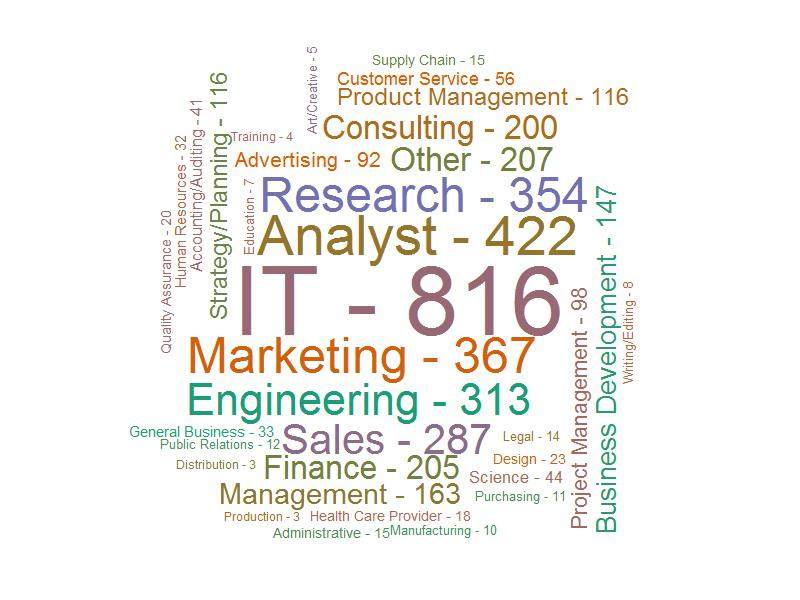 Supply Chain - 15
Art/Creative - 5
Customer Service - 56
Product Management - 116
Strategy/Planning - 116
Accounting/Auditing - 41
Training - 4
Consulting - 200
Human Resources - 32
Advertising - 92
Other - 207
Education - 7
Research - 354
Quality Assurance - 20
Analyst - 422
Business Development - 147
IT - 816
Writing/Editing - 8
Project Management - 98
Marketing - 367
Engineering - 313
General Business - 33
Public Relations - 12
Sales - 287
Legal - 14
Distribution - 3
Finance - 205
Design - 23
Science - 44
Management - 163
Purchasing - 11
Production - 3
Health Care Provider - 18
Administrative - 15
Manufacturing - 10